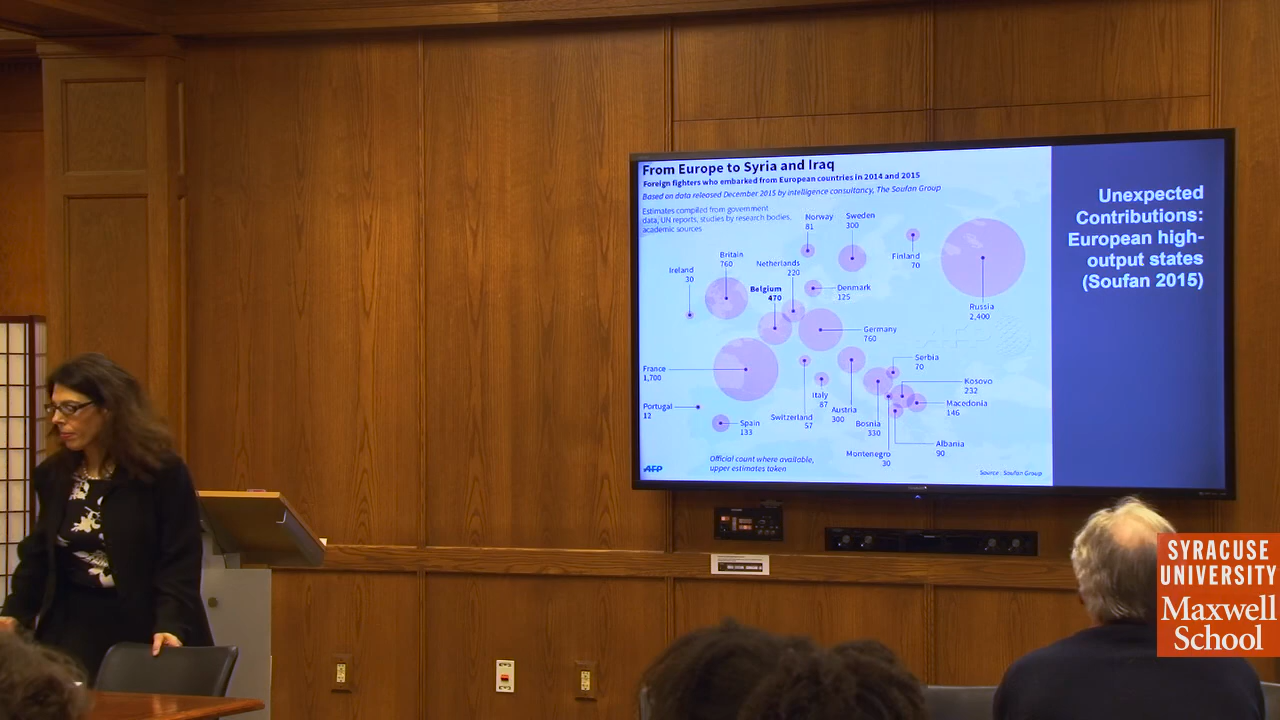 From Europe to Syria and Iraq
Foreign fighters who embarked from European countries in 2014 and 2015
Based on data released December 2015 by intelligence consultancy, The Soufan Group
Estimates compiled from government
data, UN reports, studies by research bodies,
academic sources
Norway
81
Sweden
300
Finland
70
Britain
760
Netherlands
220
Ireland
30
Belgium
470
Denmark
125
Russia
2,400
Germany
760
France
1,700
Serbia
70
Kosovo
232
Macedonia
146
Italy
87
Austria
300
Portugal
12
Spain
133
Switzerland
57
Bosnia
330
Albania
90
Montenegro
30
Official count where available,
upper estimates taken
AFP
Source : Soufan Group
Unexpected
Contributions:
European high-
output states
(Soufan 2015)
SYRACUSE
UNIVERSITY
Maxwell
School